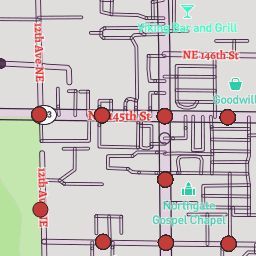 Viking Bar and Grill
12th Ave NE
NE 146th St
Goodwill
3
NE 145th St
12th Ave NE
Northgate
Gospel Chapel